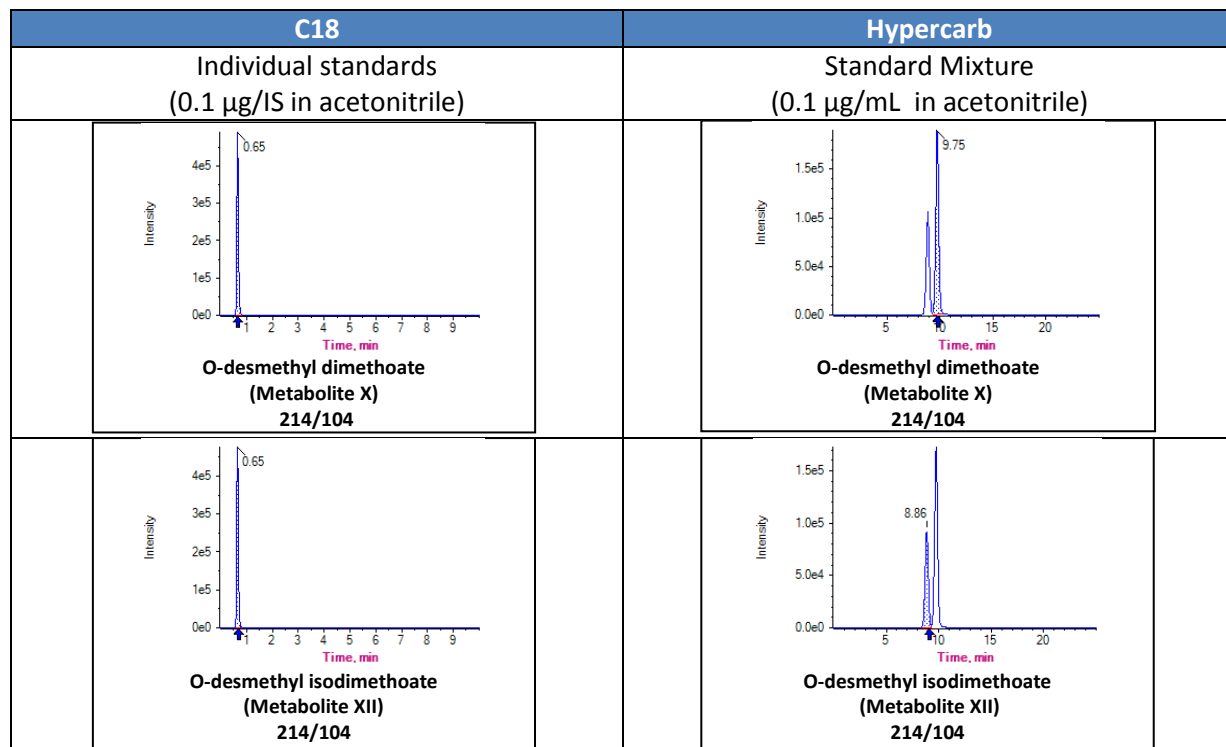 C18
Hypercarb
Individual standards
(0.1 µg/IS in acetonitrile)
Standard Mixture
(0.1 µg/mL  in acetonitrile)
0.65
4e5
3e5
2e5
1e5
0e0
Intensity
1 2 3 4 5 6 7 8 9
Time, min
O-desmethyl dimethoate
(Metabolite X)
214/104
9.75
1.5e5
1.0e5
5.0e4
0.0e0
Intensity
5 10 15 20
Time, min
O-desmethyl dimethoate
(Metabolite X)
214/104
0.65
4e5
3e5
2e5
1e5
0e0
Intensity
1 2 3 4 5 6 7 8 9
Time, min
O-desmethyl isodimethoate
(Metabolite XII)
214/104
8.86
1.5e5
1.0e5
5.0e4
0.0e0
Intensity
5 10 15 20
Time, min
O-desmethyl isodimethoate
(Metabolite XII)
214/104